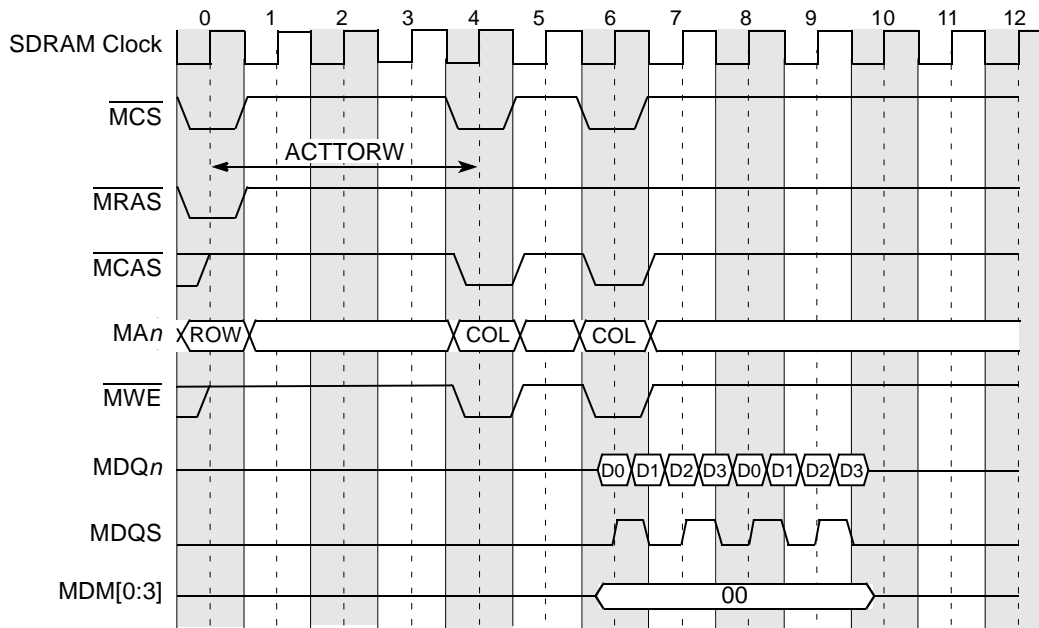 0 1 2 3 4 5 6 7 8 9 10 11 12
SDRAM Clock
MCS
ACTTORW
MRAS
MCAS
MAn ROW COL COL
MWE
MDQn D0 D1 D2 D3 D0 D1 D2 D3
MDQS
MDM[0:3] 00